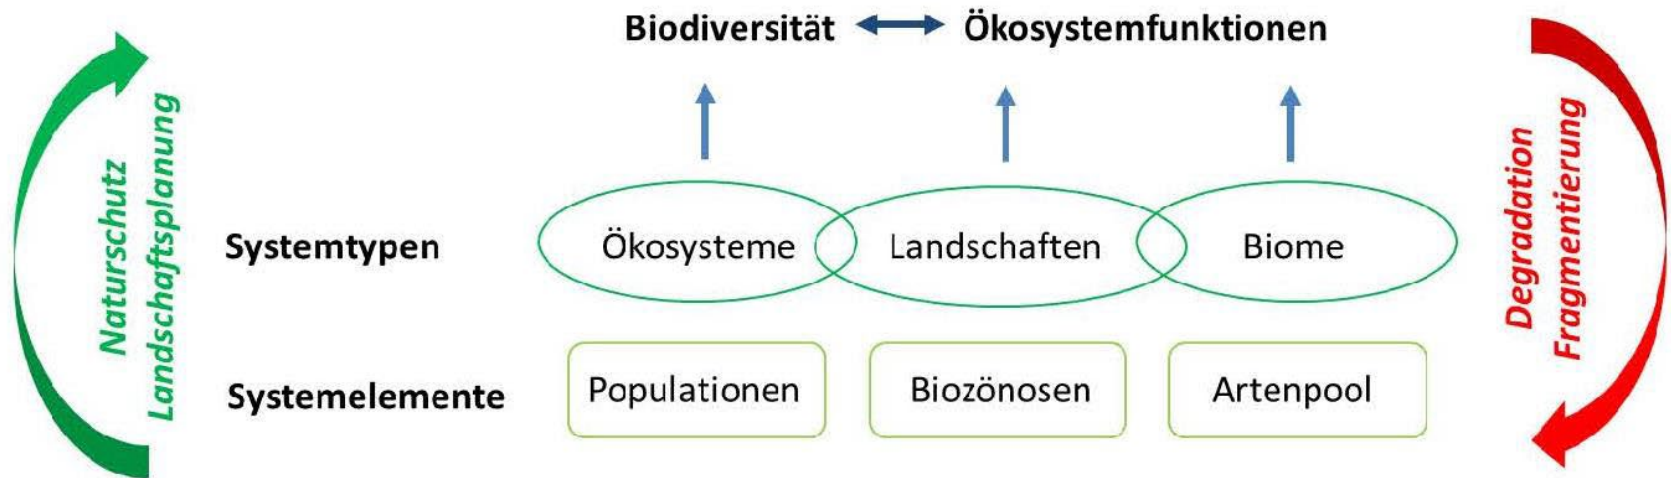 Biodiversität Ökosystemfunktionen
Naturschutz
Landschaftsplanung
Systemtypen Ökosysteme Landschaften Biome
Systemelemente Populationen Biozönosen Artenpool
Degradation
Fragmentierung